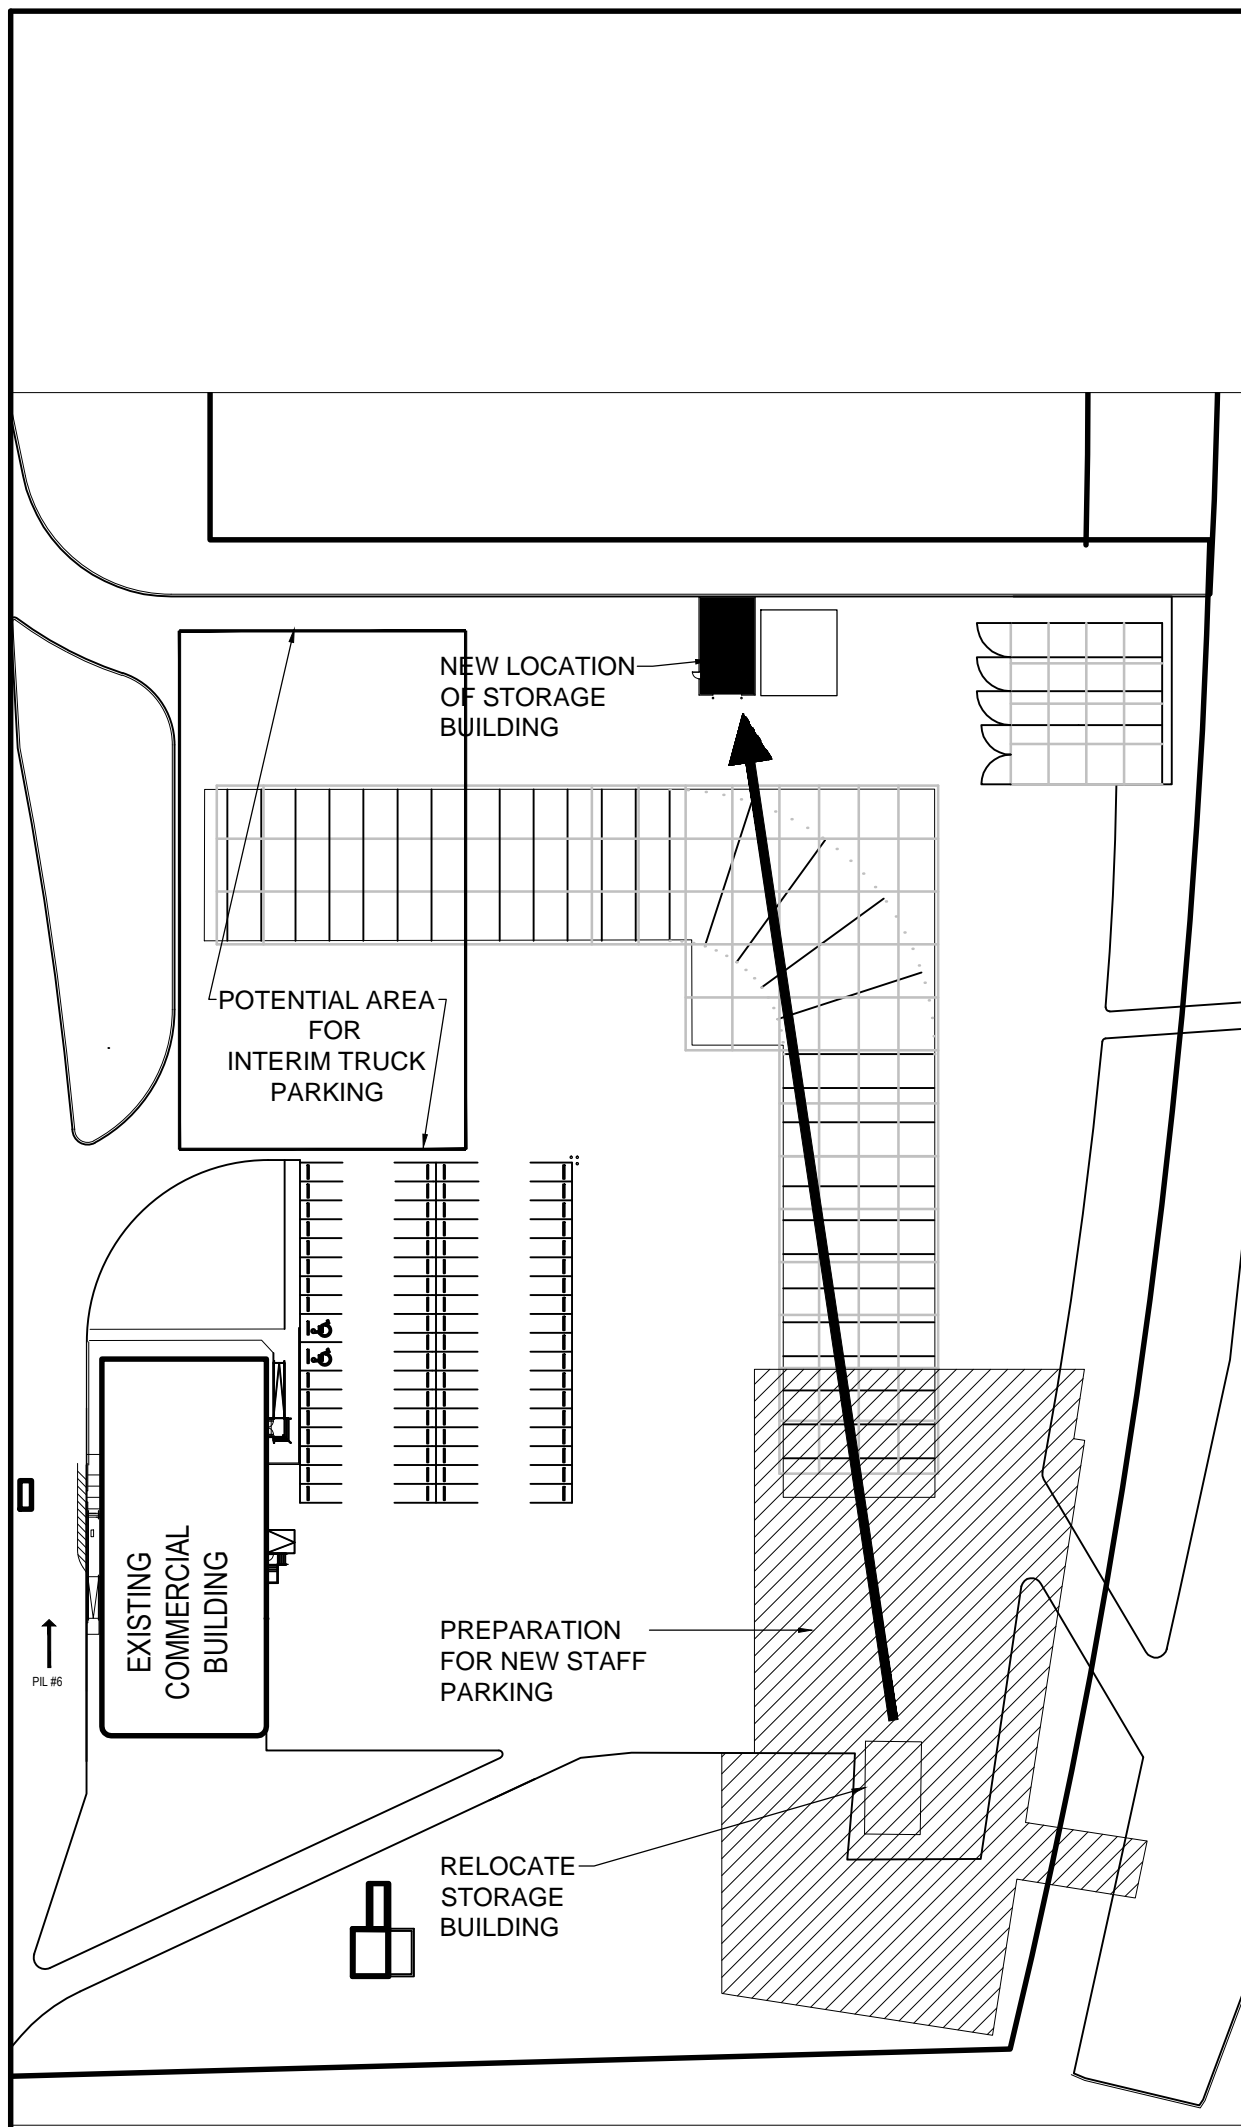 NEW LOCATION
OF STORAGE
BUILDING
POTENTIAL AREA
FOR
INTERIM TRUCK
PARKING
EXISTING
COMMERCIAL
BUILDING
PIL #6
PREPARATION
FOR NEW STAFF
PARKING
RELOCATE
STORAGE
BUILDING